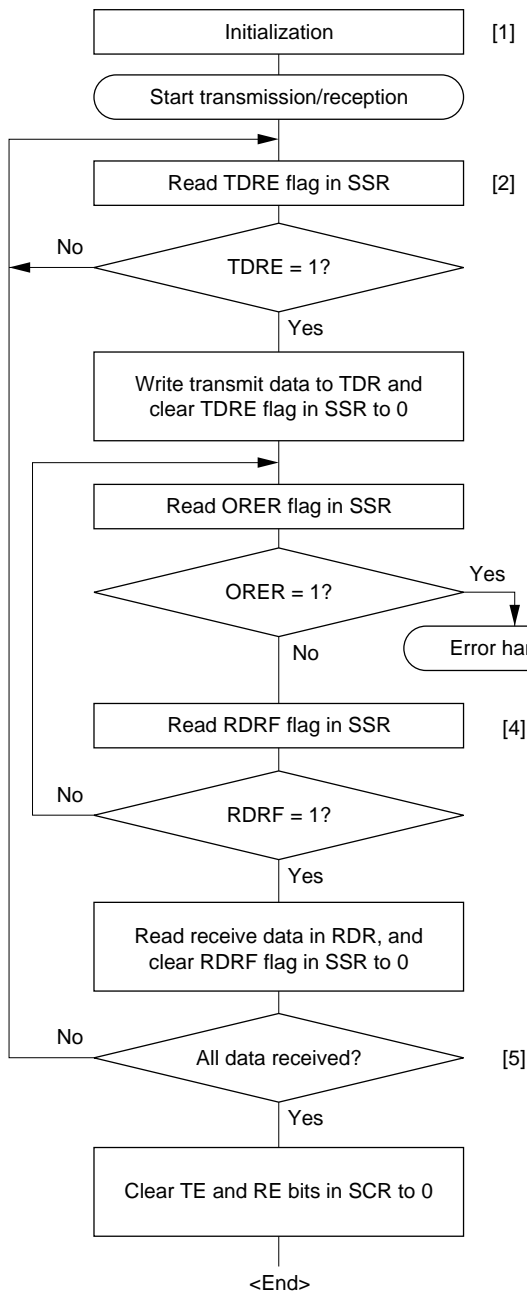 Initialization [1]
Start transmission/reception
Read TDRE flag in SSR [2]
No
TDRE = 1?
Yes
Write transmit data to TDR and
clear TDRE flag in SSR to 0
Read ORER flag in SSR
Yes
ORER = 1?
Error
No
Read RDRF flag in SSR [4]
No
RDRF = 1?
Yes
Read receive data in RDR, and
clear RDRF flag in SSR to 0
No
All data received? [5]
Yes
Clear TE and RE bits in SCR to 0
<End>